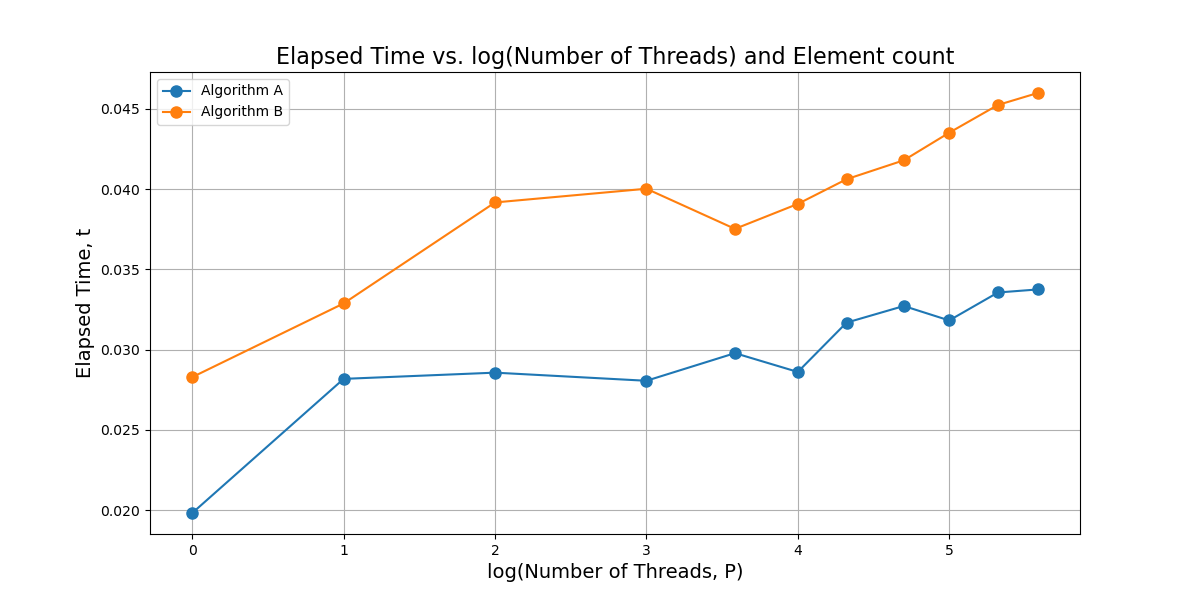 Elapsed Time vs. log(Number of Threads) and Element count
Algorithm A
Algorithm B
Elapsed Time, t
0.045
0.040
0.035
0.030
0.025
0.020
0 1 2 3 4 5
log(Number of Threads, P)